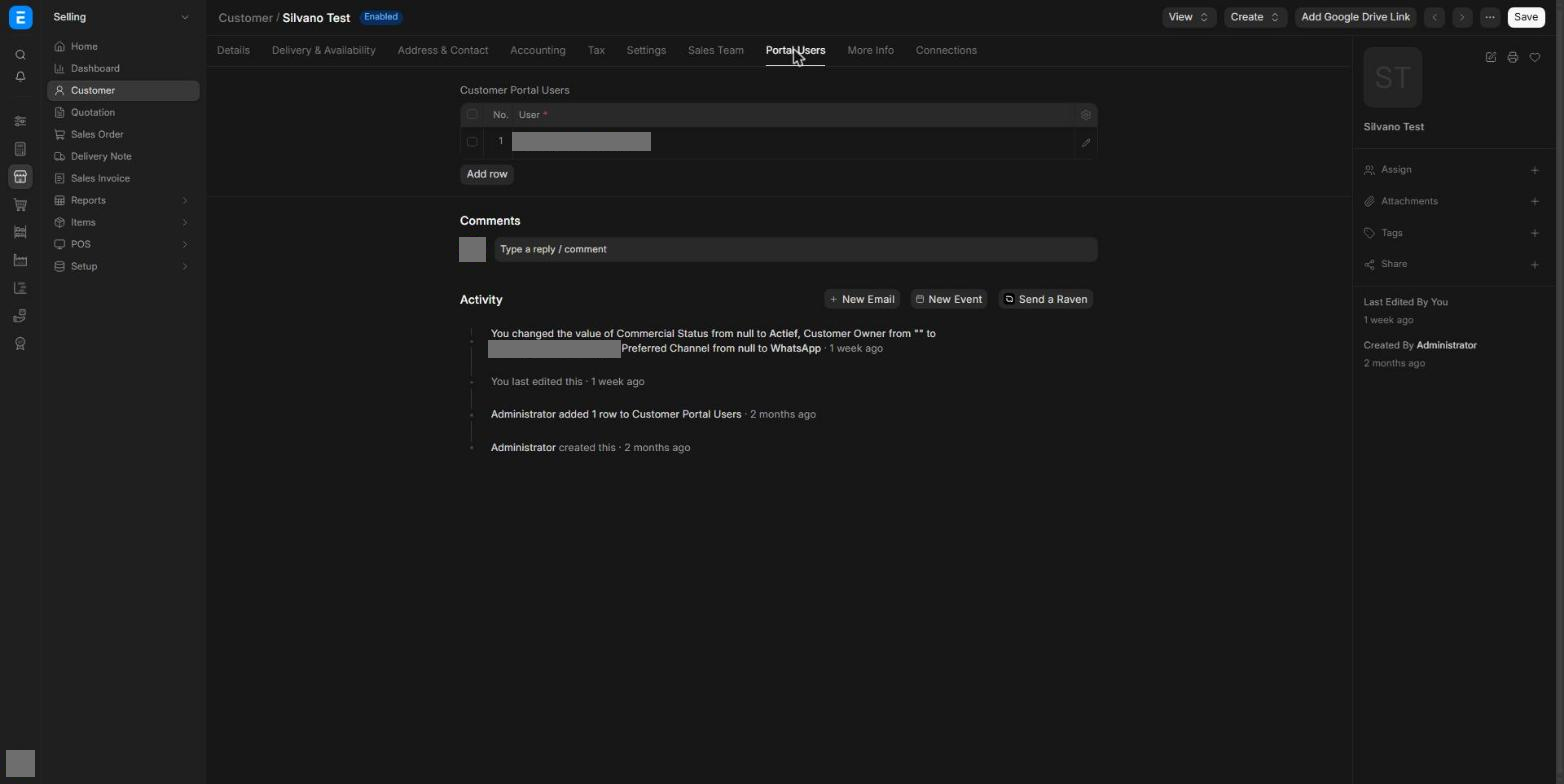 Selling
Home
Dashboard
Customer
Quotation
Sales Order
Delivery Note
Sales Invoice
Reports
Items
POS
Setup
Customer / Silvano Test Enabled
View
Create
Add Google Drive Link
Save
Details
Delivery & Availability
Address & Contact
Accounting
Tax
Settings
Sales Team
Portal Users
More Info
Connections
Customer Portal Users
No. User *
1
Add row
Comments
Type a reply / comment
Activity
+ New Email
New Event
Send a Raven
You changed the value of Commercial Status from null to Actief, Customer Owner from "" to
Preferred Channel from null to WhatsApp · 1 week ago
You last edited this · 1 week ago
Administrator added 1 row to Customer Portal Users · 2 months ago
Administrator created this · 2 months ago
ST
Silvano Test
Assign
Attachments
Tags
Share
Last Edited By You
1 week ago
Created By Administrator
2 months ago